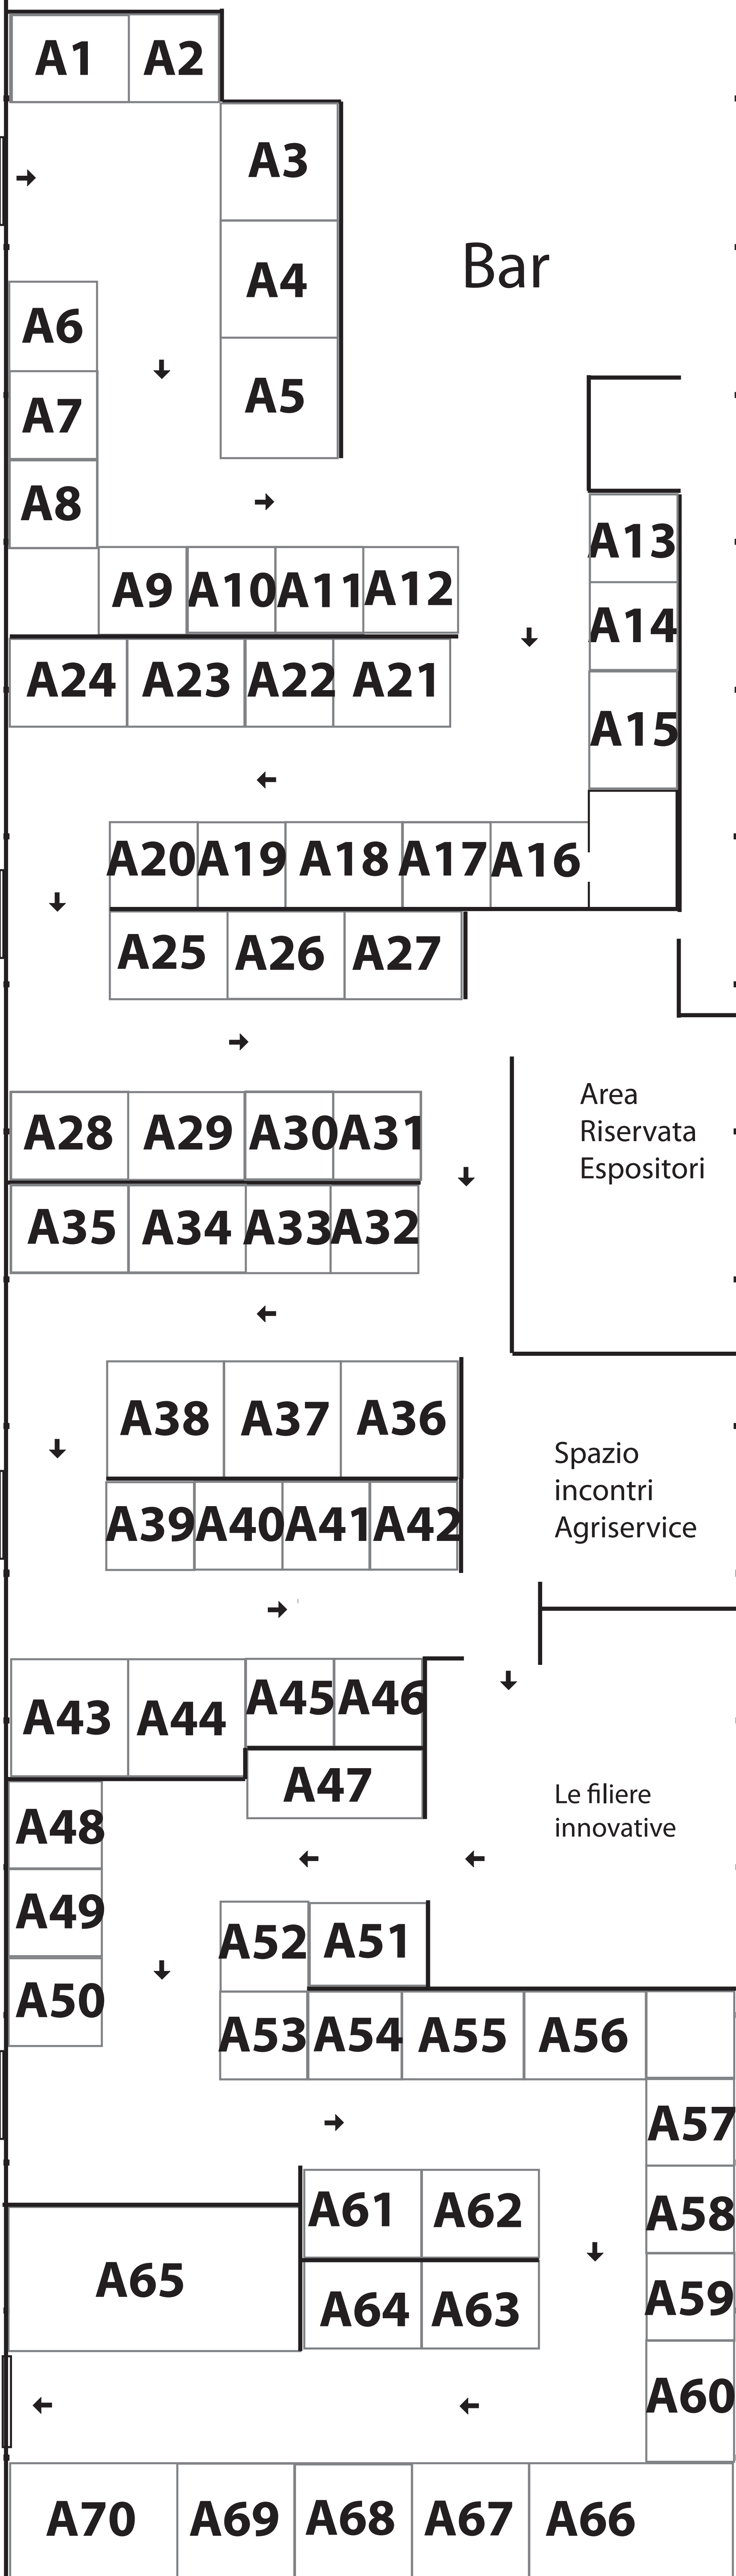 A1 A2
A3
Bar
A4
A6
A5
A7
A8
A13
A9 A10 A11 A12
A14
A24 A23 A22 A21
A15
A20 A19 A18 A17 A16
A25 A26 A27
Area
Riservata
Espositori
A28 A29 A30 A31
A35 A34 A33 A32
A38 A37 A36
Spazio
incontri
Agriservice
A39 A40 A41 A42
A43 A44 A45 A46
A47
Le filiere
innovative
A48
A49
A52 A51
A50
A53 A54 A55 A56
A57
A61 A62
A58
A65
A59
A64 A63
A60
A70 A69 A68 A67 A66